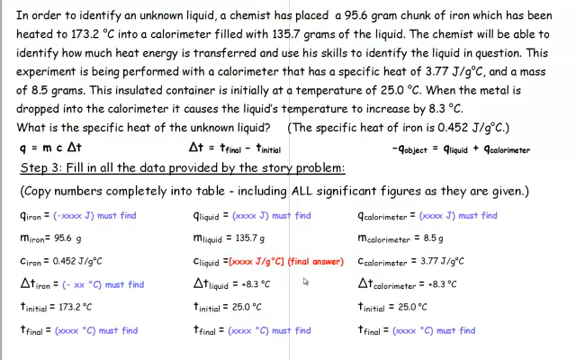 In order to identify an unknown liquid, a chemist has placed a 95.6 gram chunk of iron which has been
heated to 173.2 °C into a calorimeter filled with 135.7 grams of the liquid. The chemist will be able to
identify how much heat energy is transferred and use his skills to identify the liquid in question. This
experiment is being performed with a calorimeter that has a specific heat of 3.77 J/g°C, and a mass
of 8.5 grams. This insulated container is initially at a temperature of 25.0 °C. When the metal is
dropped into the calorimeter it causes the liquid's temperature to increase by 8.3 °C.
What is the specific heat of the unknown liquid? (The specific heat of iron is 0.452 J/g°C.)
q = m c Δt Δt = tfinal - tinitial -qobject = qliquid + qcalorimeter
Step 3: Fill in all the data provided by the story problem:
(Copy numbers completely into table - including ALL significant figures as they are given.)
qiron = (-xxxx J) must find qliquid = (xxxx J) must find qcalorimeter = (xxxx J) must find
miron= 95.6 g mliquid = 135.7 g mcalorimeter = 8.5 g
ciron = 0.452 J/g°C cliquid =[xxxx J/g°C] (final answer) ccalorimeter = 3.77 J/g°C
Δtiron = (- xx °C) must find Δtliquid = +8.3 °C Δtcalorimeter = +8.3 °C
tinitial = 173.2 °C tinitial = 25.0 °C tinitial = 25.0 °C
tfinal = (xxxx °C) must find tfinal = (xxxx °C) must find tfinal = (xxxx °C) must find